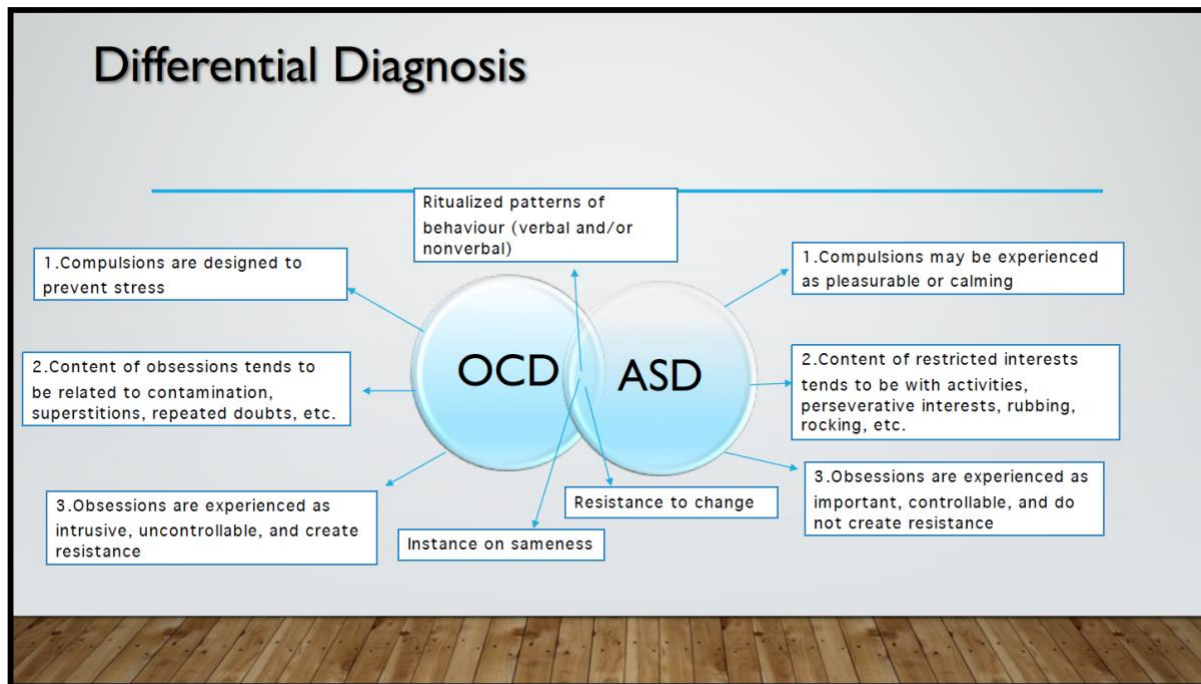 Differential Diagnosis
Ritualized patterns of
behaviour (verbal and/or
nonverbal)
1.Compulsions are designed to
prevent stress
1.Compulsions may be experienced
as pleasurable or calming
OCD
ASD
2.Content of obsessions tends to
be related to contamination,
superstitions, repeated doubts, etc.
2.Content of restricted interests
tends to be with activities,
perseverative interests, rubbing,
rocking, etc.
3.Obsessions are experienced as
intrusive, uncontrollable, and create
resistance
Instance on sameness
Resistance to change
3.Obsessions are experienced as
important, controllable, and do
not create resistance